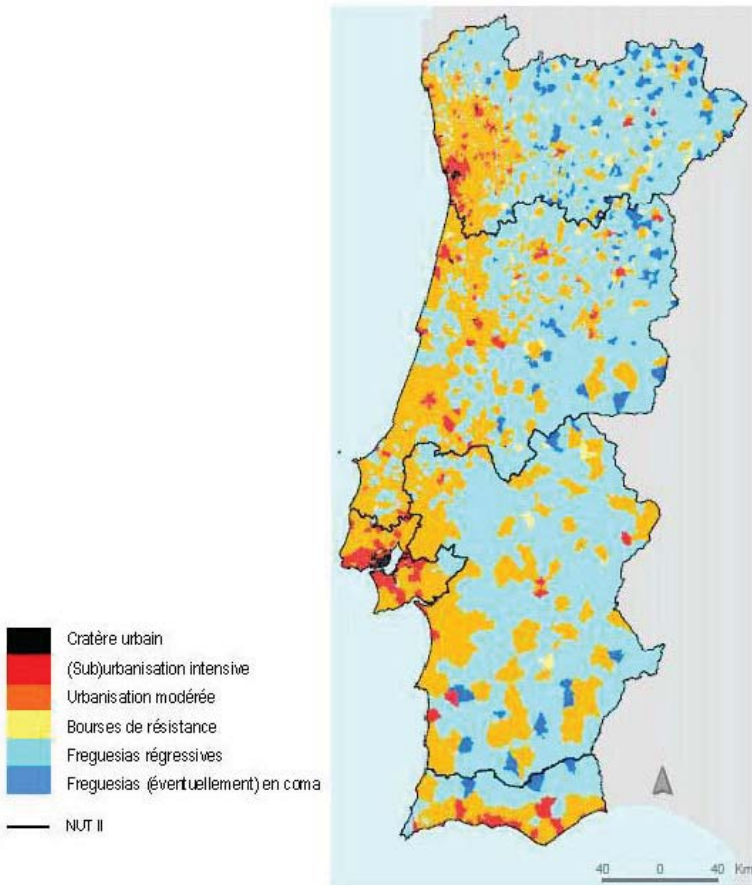 Cratère urbain
(Sub)urbanisation intensive
Urbanisation modérée
Bourses de résistance
Freguesias régressives
Freguesias (éventuellement) en coma
NUT II
40 0 40 Km